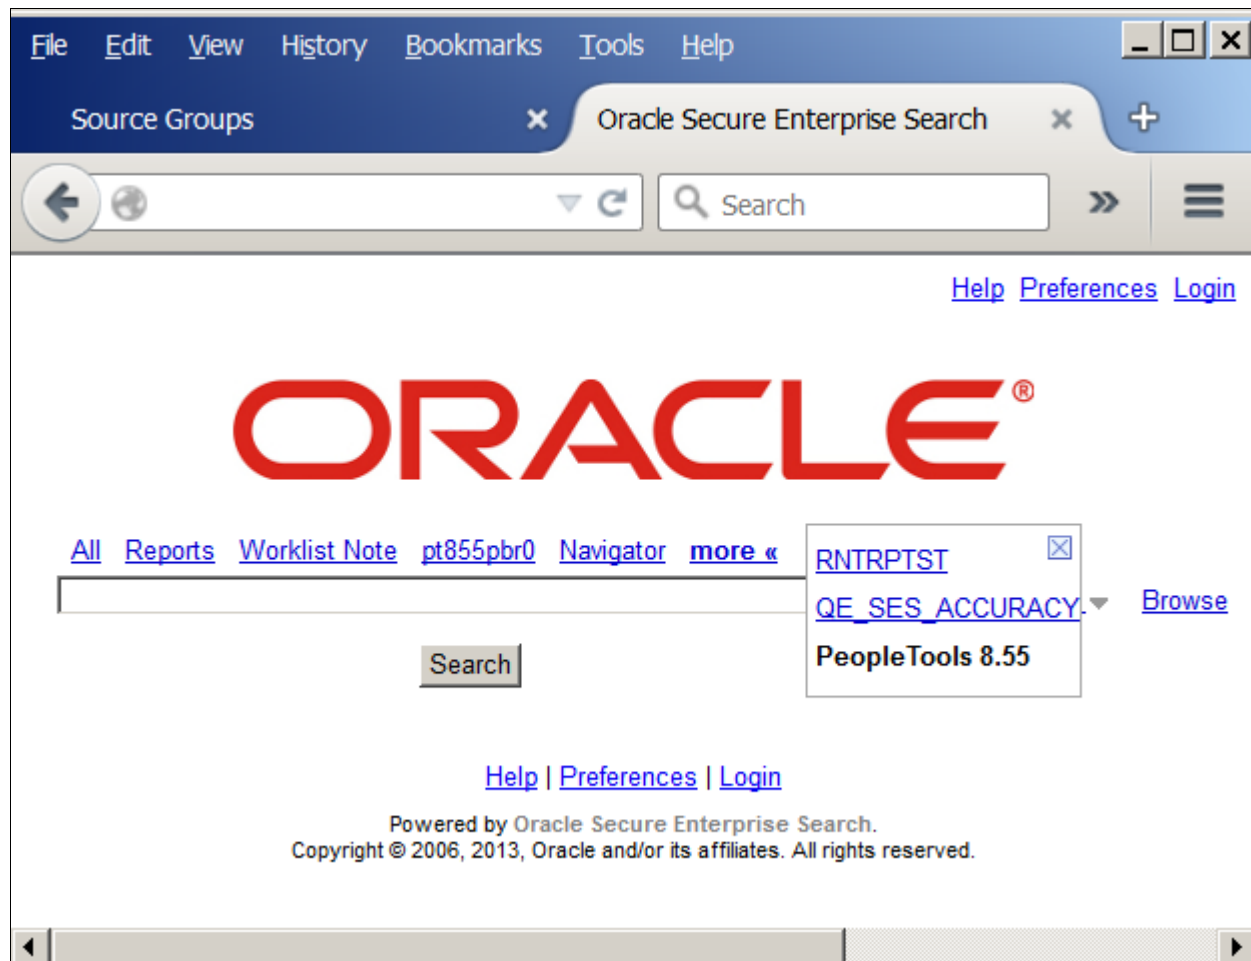 File Edit View History Bookmarks Tools Help
Source Groups Oracle Secure Enterprise Search
Search
Help Preferences Login
ORACLE®
All Reports Worklist Note pt855pbr0 Navigator more «
RNTRPTST
QE_SES_ACCURACY
Browse
Search
PeopleTools 8.55
Help | Preferences | Login
Powered by Oracle Secure Enterprise Search.
Copyright © 2006, 2013, Oracle and/or its affiliates. All rights reserved.